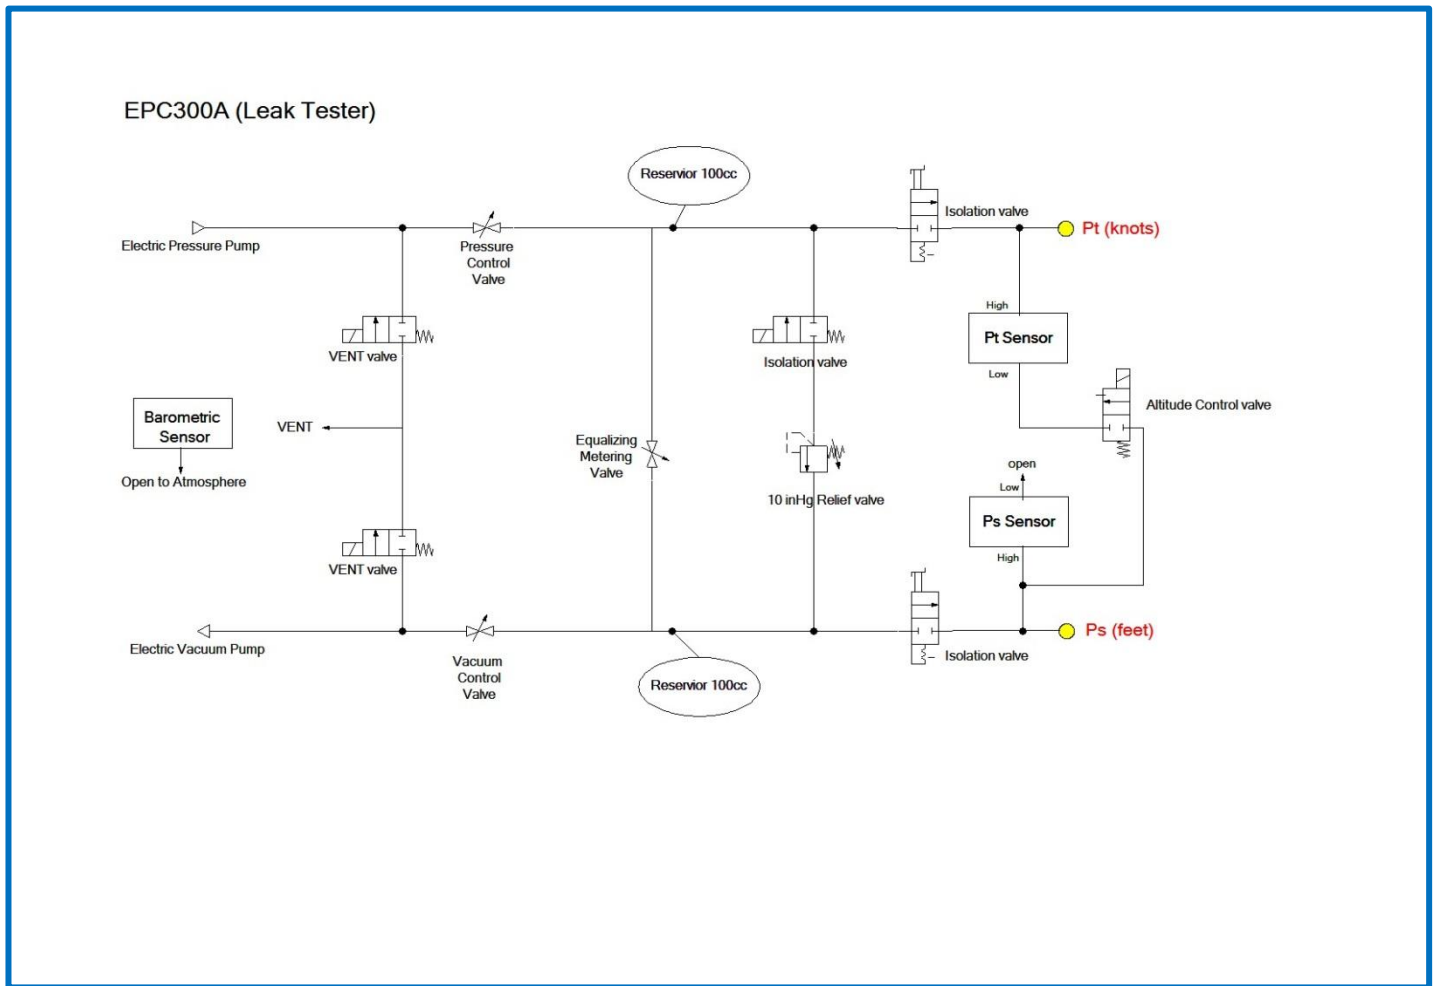 EPC300A (Leak Tester)
Reservior 100cc
Isolation valve
Pt (knots)
Electric Pressure Pump
Pressure
Control
Valve
High
Pt Sensor
Low
VENT valve
Isolation valve
Altitude Control valve
Barometric
Sensor
VENT
Open to Atmosphere
Equalizing
Metering
Valve
10 inHg Relief valve
open
Low
Ps Sensor
High
VENT valve
Ps (feet)
Electric Vacuum Pump
Vacuum
Control
Valve
Isolation valve
Reservior 100cc